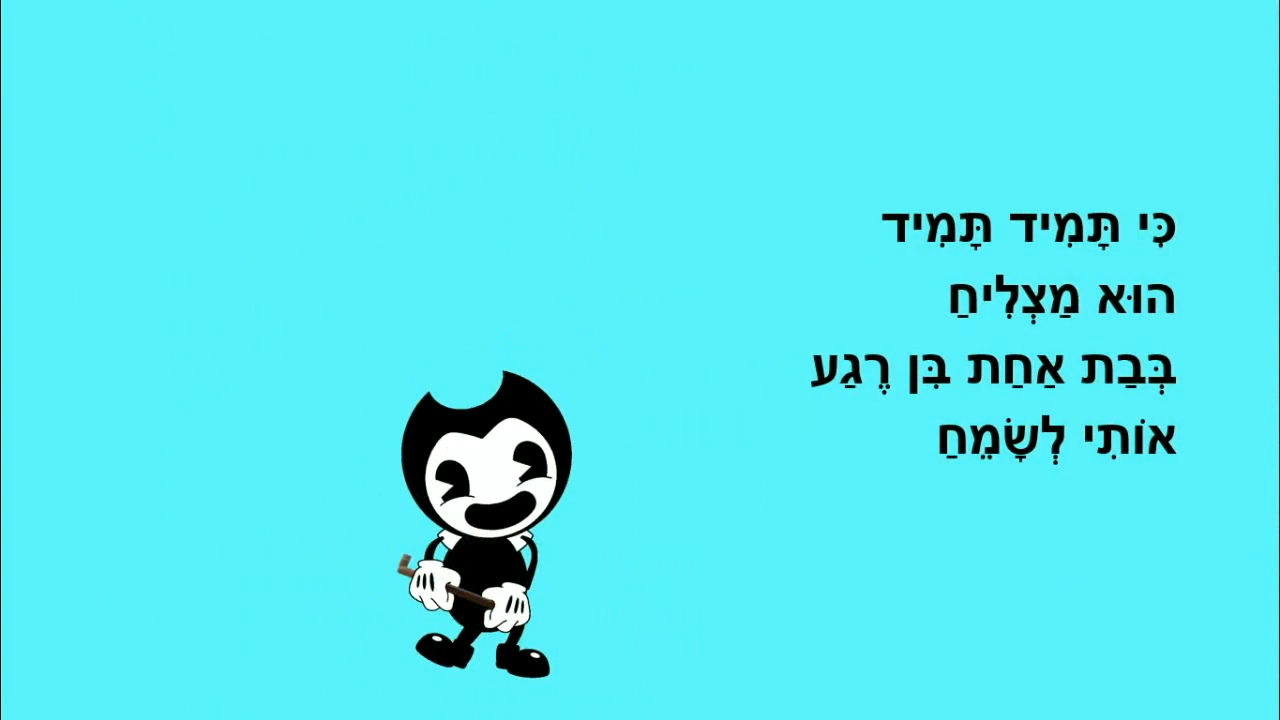 כִּי תָּמִיד תָּמִיד
הוּא מַצְלִיחַ
בְּבַת אַחַת בִּן רֶגַע
אוֹתִי לְשָׂמֵחַ